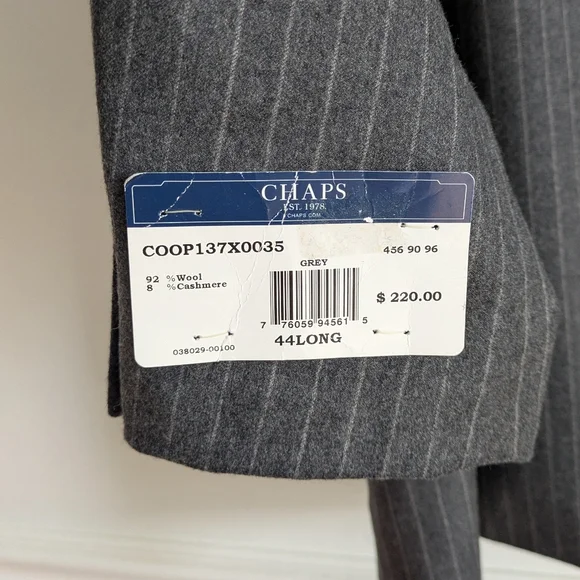 CHAPS
EST. 1978.
CHAPS.COM
COOP137X0035
456 90 96
GREY
92 %Wool
8 %Cashmere
$ 220.00
7 76059 94561 5
44LONG
038029-00100